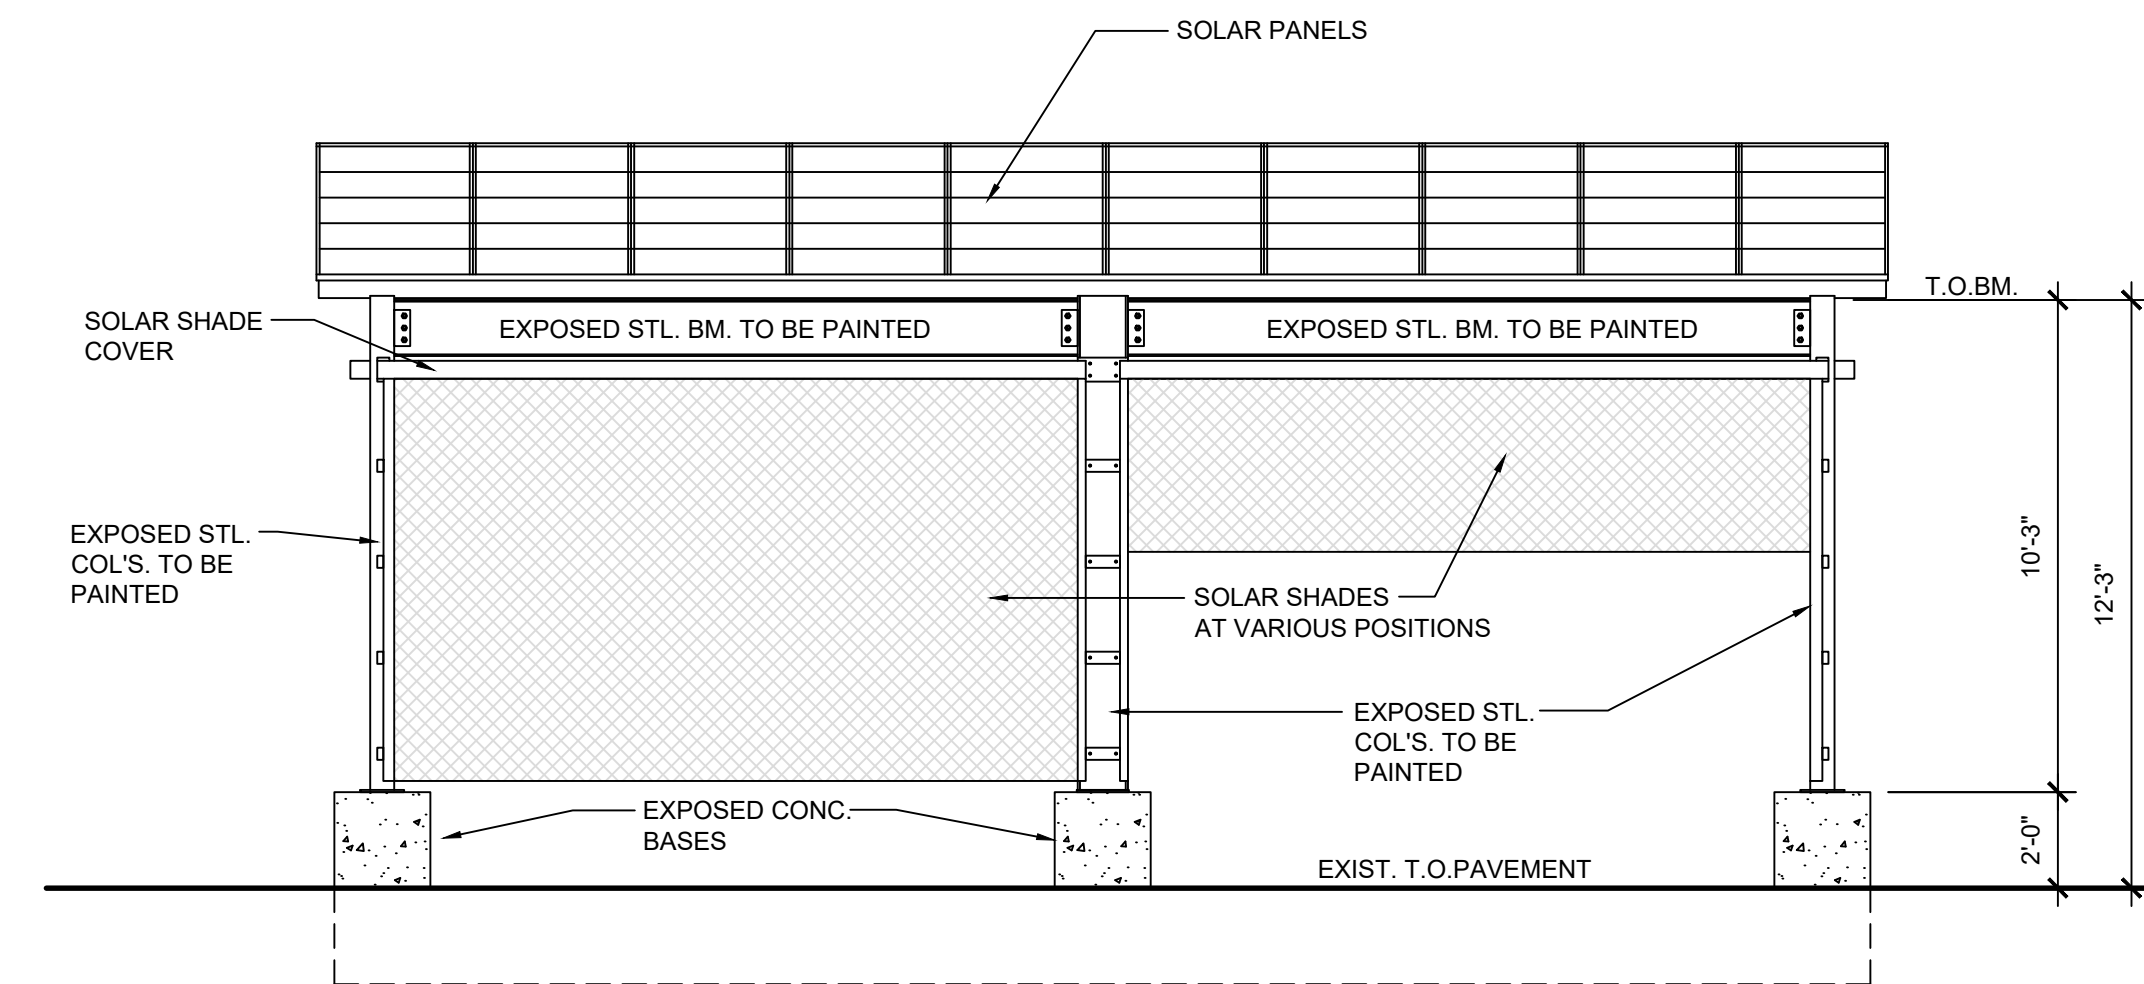 SOLAR PANELS
T.O.BM.
SOLAR SHADE
COVER
EXPOSED STL. BM. TO BE PAINTED
EXPOSED STL. BM. TO BE PAINTED
EXPOSED STL.
COL'S. TO BE
PAINTED
10'-3"
12'-3"
SOLAR SHADES
AT VARIOUS POSITIONS
EXPOSED STL.
COL'S. TO BE
PAINTED
EXPOSED CONC.
BASES
2'-0"
EXIST. T.O.PAVEMENT